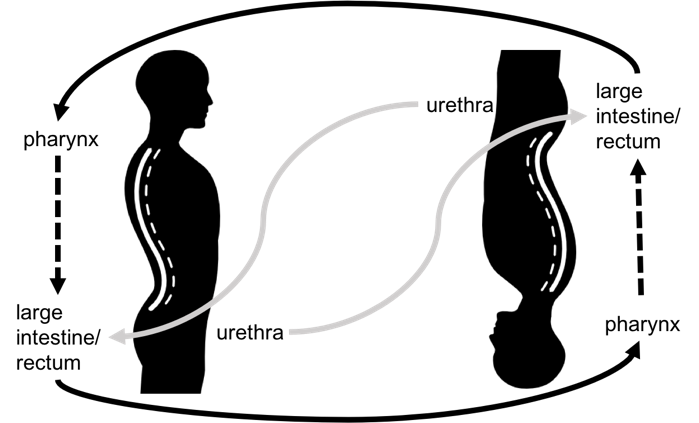 pharynx
large
intestine/
rectum
urethra
urethra
large
intestine/
rectum
pharynx